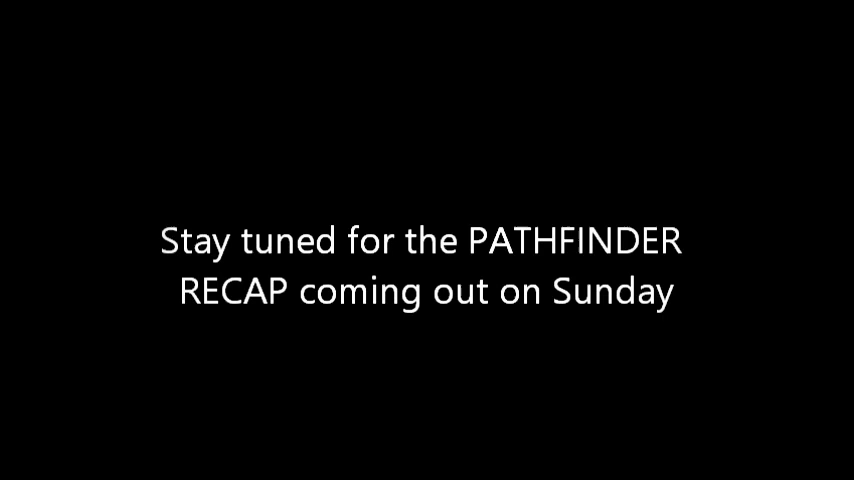 Stay tuned for the PATHFINDER
RECAP coming out on Sunday